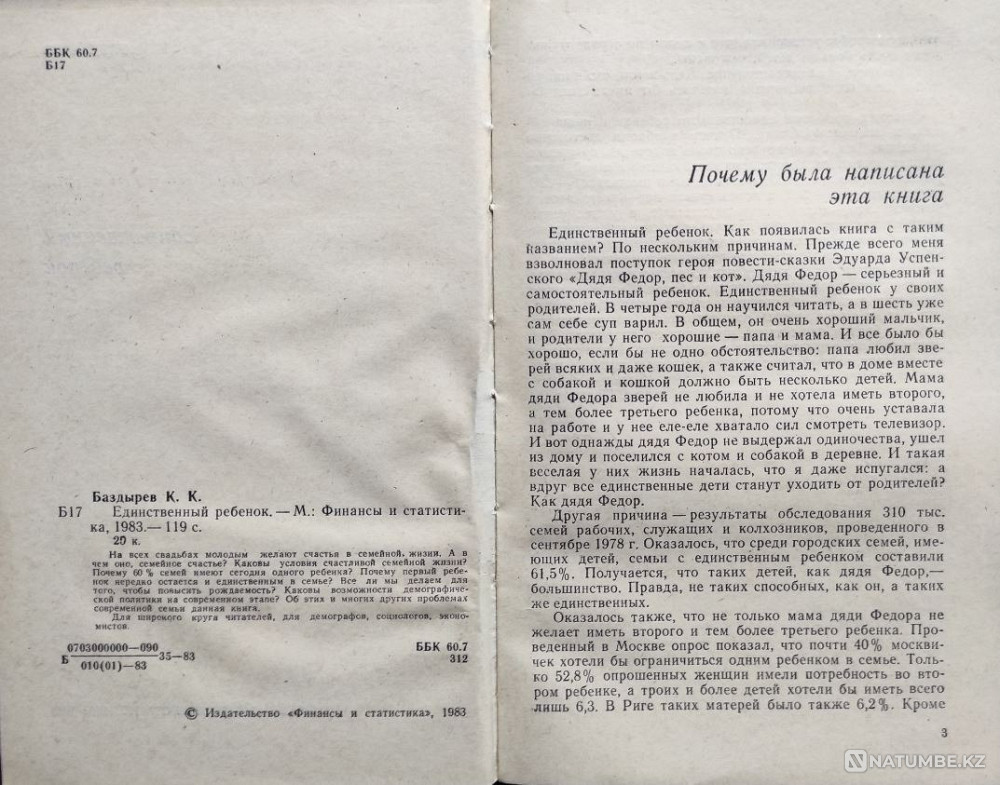 ББК 60.7
Б17
Баздырев К. К.
Б17 Единственный ребенок. — М.: Финансы и статисти-
ка, 1983.— 119 с.
20 к.
На всех свадьбах молодым желают счастья в семейной. жизни. А в
чем оно, семейное счастье? Каковы условия счастливой семейной жизни?
Почему 60 % семей имеют сегодня одного ребенка? Почему первый ребе-
нок нередко остается и единственным в семье? Все ли мы делаем для
того, чтобы повысить рождаемость? Каковы возможности демографиче-
ской политики на современном этапе? Об этих и многих других проблемах
современной семьи данная книга.
Для широкого круга читателей, для демографов, социологов, эконо-
мистов.
0703000000—090
Б 35—83
010(01)—83
ББК 60.7
312
© Издательство «Финансы и статистика», 1983
Почему была написана
эта книга
Единственный ребенок. Как появилась книга с таким
названием? По нескольким причинам. Прежде всего меня
взволновал поступок героя повести-сказки Эдуарда Успен-
ского «Дядя Федор, пес и кот». Дядя Федор — серьезный и
самостоятельный ребенок. Единственный ребенок у своих
родителей. В четыре года он научился читать, а в шесть уже
сам себе суп варил. В общем, он очень хороший мальчик,
и родители у него хорошие — папа и мама. И все было бы
хорошо, если бы не одно обстоятельство: папа любил зве-
рей всяких и даже кошек, а также считал, что в доме вместе
с собакой и кошкой должно быть несколько детей. Мама
дяди Федора зверей не любила и не хотела иметь второго,
а тем более третьего ребенка, потому что очень уставала
на работе и у нее еле-еле хватало сил смотреть телевизор.
И вот однажды дядя Федор не выдержал одиночества, ушел
из дому и поселился с котом и собакой в деревне. И такая
веселая у них жизнь началась, что я даже испугался: а
вдруг все единственные дети станут уходить от родителей?
Как дядя Федор.
Другая причина — результаты обследования 310 тыс.
семей рабочих, служащих и колхозников, проведенного в
сентябре 1978 г. Оказалось, что среди городских семей, име-
ющих детей, семьи с единственным ребенком составили
61,5%. Получается, что таких детей, как дядя Федор,—
большинство. Правда, не таких способных, как он, а таких
же единственных.
Оказалось также, что не только мама дяди Федора не
желает иметь второго и тем более третьего ребенка. Про-
веденный в Москве опрос показал, что почти 40% москви-
чек хотели бы ограничиться одним ребенком в семье. Толь-
ко 52,8% опрошенных женщин имели потребность во вто-
ром ребенке, а троих и более детей хотели бы иметь всего
лишь 6,3. В Риге таких матерей было также 6,2%. Кроме
3
NATUMBE.KZ